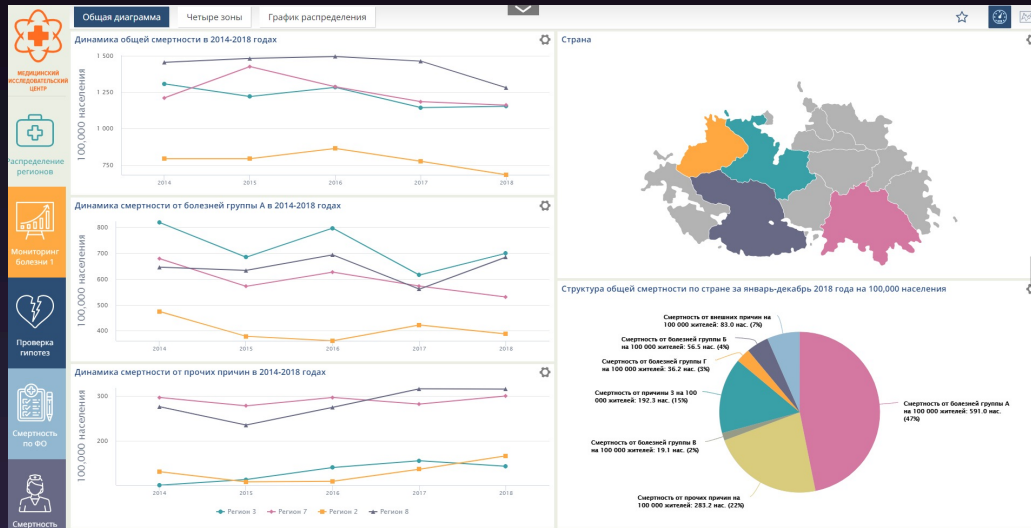 Общая диаграмма
Четыре зоны
График распределения
МЕДИЦИНСКИЙ
ИССЛЕДОВАТЕЛЬСКИЙ
ЦЕНТР
Распределение
регионов
Мониторинг
болезни 1
Проверка
гипотез
Смертность
по ФО
Смертность
Динамика общей смертности в 2014-2018 годах
100,000 населения
1 500
1 250
1 000
750
2014 2015 2016 2017 2018
Динамика смертности от болезней группы А в 2014-2018 годах
100,000 населения
800
700
600
500
400
2014 2015 2016 2017 2018
Динамика смертности от прочих причин в 2014-2018 годах
100,000 населения
300
200
2014 2015 2016 2017 2018
Регион 3 Регион 7 Регион 2 Регион 8
Страна
Структура общей смертности по стране за январь-декабрь 2018 года на 100,000 населения
Смертность от внешних причин на
100 000 жителей: 83.0 нас. (7%)
Смертность от болезней группы Б
на 100 000 жителей: 56.5 нас. (4%)
Смертность от болезней группы Г
на 100 000 жителей: 36.2 нас. (3%)
Смертность от причины 3 на 100
000 жителей: 192.3 нас. (15%)
Смертность от болезней группы В
на 100 000 жителей: 19.1 нас. (2%)
Смертность от прочих причин на
100 000 жителей: 283.2 нас. (22%)
Смертность от болезней группы А
на 100 000 жителей: 591.0 нас.
(47%)